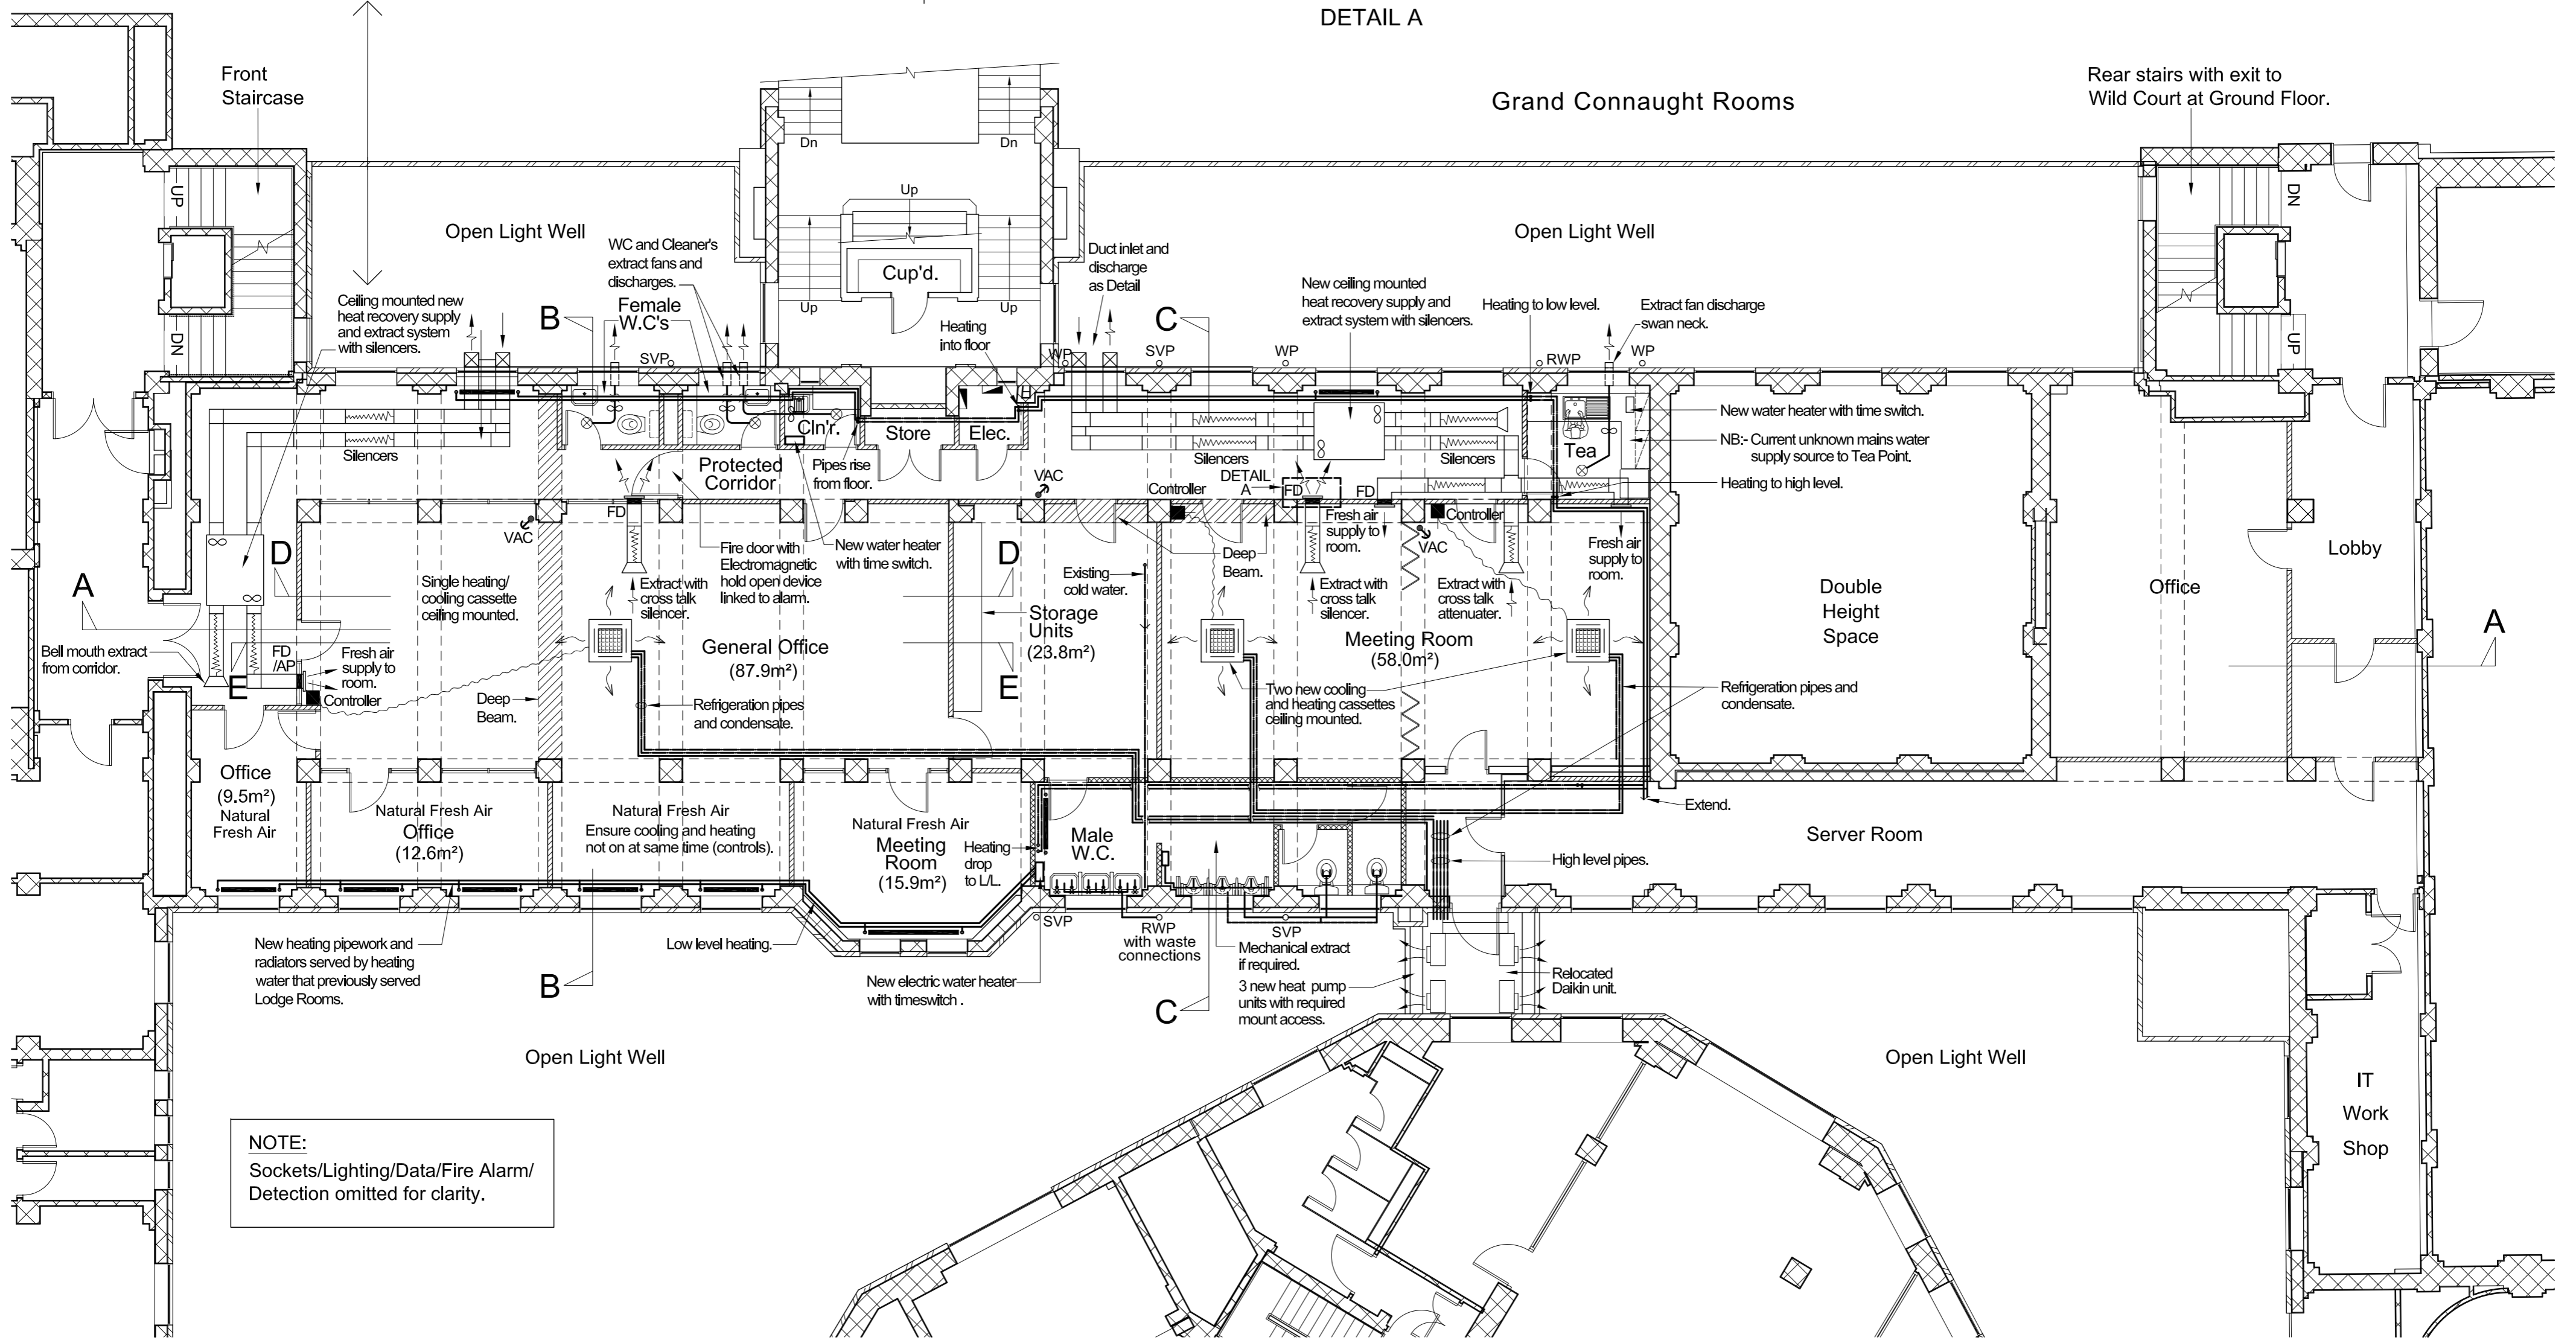 DETAIL A
Front
Staircase
Rear stairs with exit to
Wild Court at Ground Floor.
Grand Connaught Rooms
Dn
Dn
Up
UP
DN
Open Light Well
WC and Cleaner's
extract fans and
discharges.
Female
W.C's
Cup'd.
Up
Up
Duct inlet and
discharge
as Detail
Open Light Well
DN
UP
Ceiling mounted new
heat recovery supply
and extract system
with silencers.
B
SVP
Heating
into floor
C
WP
SVP
WP
New ceiling mounted
heat recovery supply and
extract system with silencers.
Heating to low level.
Extract fan discharge
swan neck.
RWP
WP
Silencers
Cln'r.
Store
Elec.
Protected
Corridor
Pipes rise
from floor.
VAC
Silencers
Silencers
Controller
DETAIL
A
FD
FD
Tea
New water heater with time switch.
NB:- Current unknown mains water
supply source to Tea Point.
Heating to high level.
VAC
FD
Fire door with
Electromagnetic
hold open device
linked to alarm.
New water heater
with time switch.
D
Single heating/
cooling cassette
ceiling mounted.
Extract with
cross talk
silencer.
D
Existing
cold water.
Deep
Beam.
Fresh air
supply to
room.
Controller
VAC
Extract with
cross talk
silencer.
Extract with
cross talk
attenuater.
Fresh air
supply to
room.
A
Bell mouth extract
from corridor.
FD
/AP
E
Fresh air
supply to
room.
Controller
General Office
(87.9m²)
Storage
Units
(23.8m²)
E
Meeting Room
(58.0m²)
Double
Height
Space
Office
Lobby
A
Deep
Beam.
Refrigeration pipes
and condensate.
Two new cooling
and heating cassettes
ceiling mounted.
Refrigeration pipes and
condensate.
Office
(9.5m²)
Natural
Fresh Air
Natural Fresh Air
Office
(12.6m²)
Natural Fresh Air
Ensure cooling and heating
not on at same time (controls).
Natural Fresh Air
Meeting
Room
(15.9m²)
Heating
drop
to L/L.
Male
W.C.
Extend.
Server Room
High level pipes.
New heating pipework and
radiators served by heating
water that previously served
Lodge Rooms.
B
Low level heating.
New electric water heater
with timeswitch .
SVP
RWP
with waste
connections
C
SVP
Mechanical extract
if required.
3 new heat pump
units with required
mount access.
Relocated
Daikin unit.
Open Light Well
Open Light Well
IT
Work
Shop
NOTE:
Sockets/Lighting/Data/Fire Alarm/
Detection omitted for clarity.